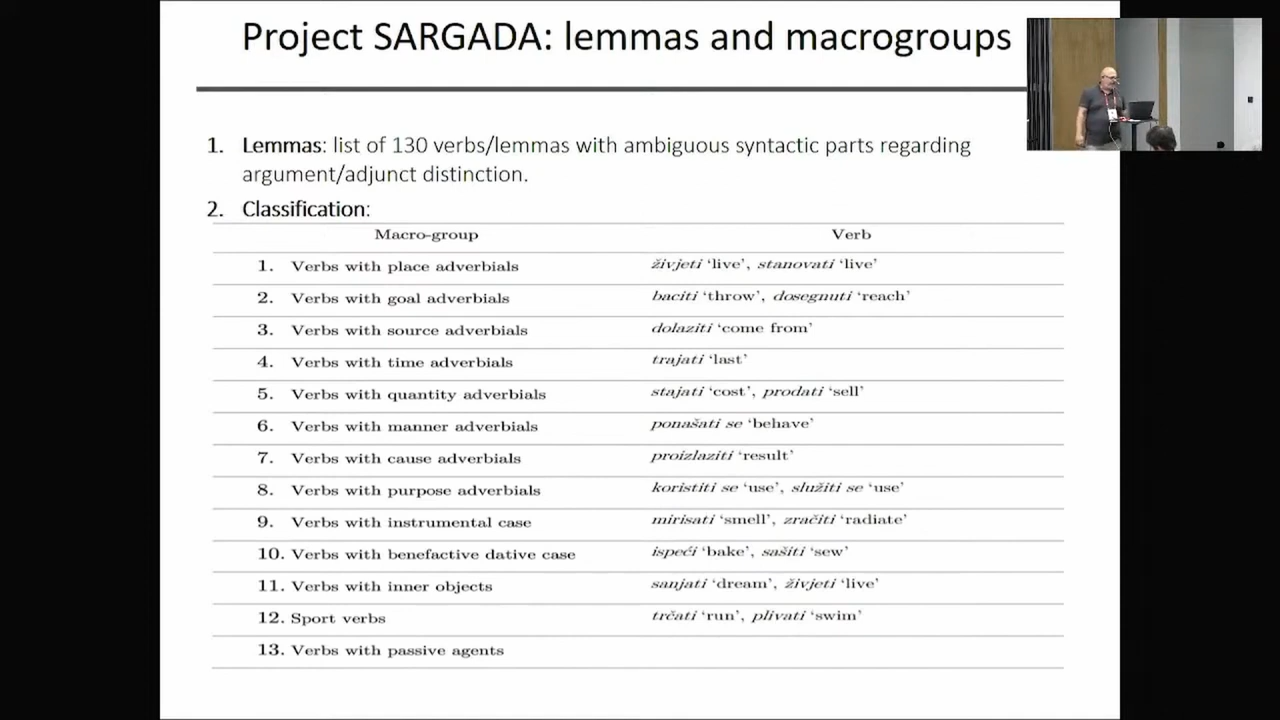 Project SARGADA: lemmas and macrogroups
1. Lemmas: list of 130 verbs/lemmas with ambiguous syntactic parts regarding
argument/adjunct distinction.
2. Classification:
Macro-group Verb
1. Verbs with place adverbials živjeti ‘live’, stanovati ‘live’
2. Verbs with goal adverbials baciti ‘throw’, dosegnuti ‘reach’
3. Verbs with source adverbials dolaziti ‘come from’
4. Verbs with time adverbials trajati ‘last’
5. Verbs with quantity adverbials stajati ‘cost’, prodati ‘sell’
6. Verbs with manner adverbials ponašati se ‘behave’
7. Verbs with cause adverbials proizlaziti ‘result’
8. Verbs with purpose adverbials koristiti se ‘use’, služiti se ‘use’
9. Verbs with instrumental case mirisati ‘smell’, zračiti ‘radiate’
10. Verbs with benefactive dative case ispeći ‘bake’, sašiti ‘sew’
11. Verbs with inner objects sanjati ‘dream’, živjeti ‘live’
12. Sport verbs trčati ‘run’, plivati ‘swim’
13. Verbs with passive agents